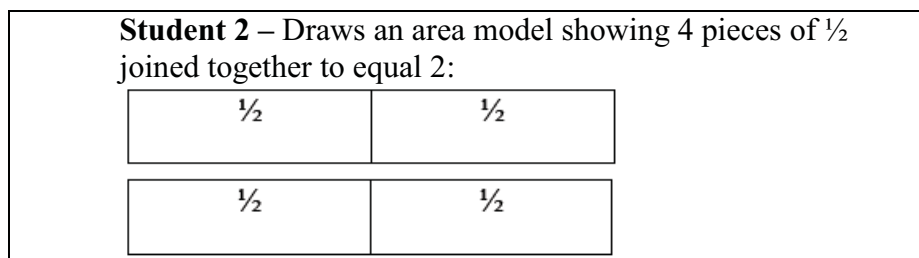 Student 2 – Draws an area model showing 4 pieces of ½
joined together to equal 2:
½ ½
½ ½